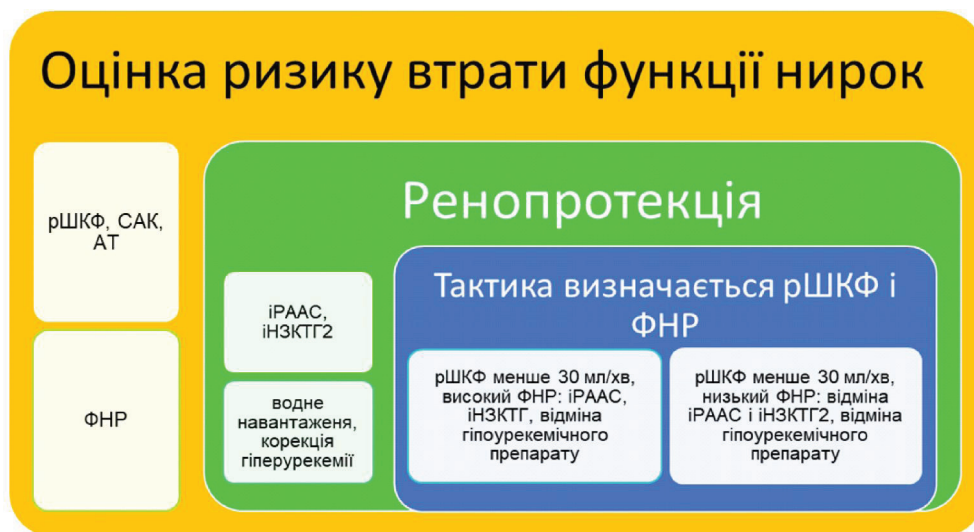 Оцінка ризику втрати функції нирок
рШКФ, САК,
АТ
ФНР
Ренопротекція
іРААС,
іНЗКТГ2
водне
навантаженя,
корекція
гіперурекемії
Тактика визначається рШКФ і
ФНР
рШКФ менше 30 мл/хв,
високий ФНР: іРААС,
іНЗКТГ, відміна
гіпоурекемічного
препарату
рШКФ менше 30 мл/хв,
низький ФНР: відміна
іРААС і іНЗКТГ2, відміна
гіпоурекемічного
препарату